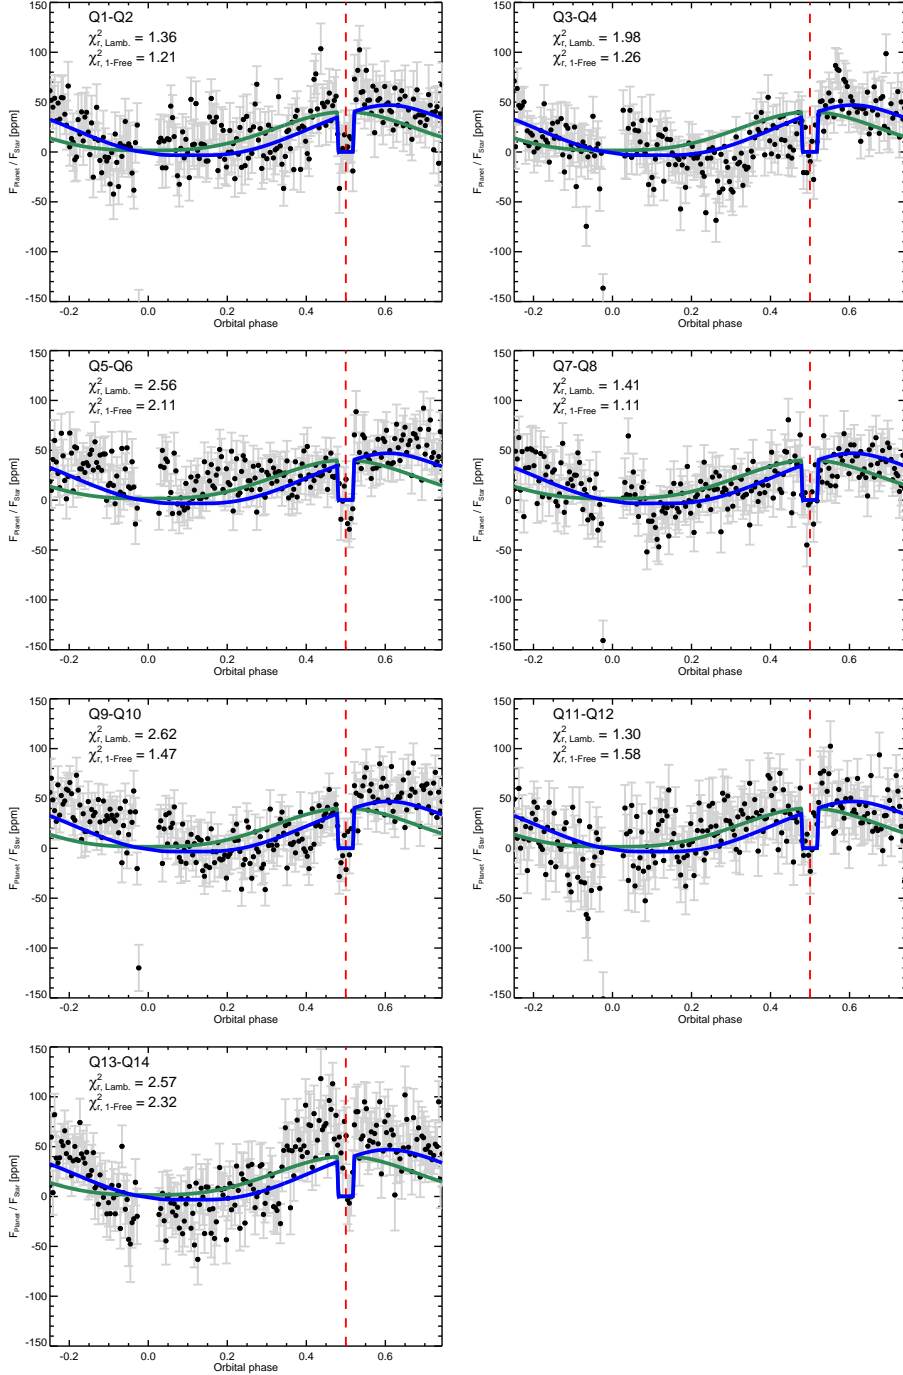 Q1-Q2
χ²r, Lamb. = 1.36
χ²r, 1-Free = 1.21
150
100
50
0
-50
-100
-150
FPlanet / FStar [ppm]
-0.2 0.0 0.2 0.4 0.6
Orbital phase
Q3-Q4
χ²r, Lamb. = 1.98
χ²r, 1-Free = 1.26
150
100
50
0
-50
-100
-150
-0.2 0.0 0.2 0.4 0.6
Orbital phase
Q5-Q6
χ²r, Lamb. = 2.56
χ²r, 1-Free = 2.11
150
100
50
0
-50
-100
-150
FPlanet / FStar [ppm]
-0.2 0.0 0.2 0.4 0.6
Orbital phase
Q7-Q8
χ²r, Lamb. = 1.41
χ²r, 1-Free = 1.11
150
100
50
0
-50
-100
-150
-0.2 0.0 0.2 0.4 0.6
Orbital phase
Q9-Q10
χ²r, Lamb. = 2.62
χ²r, 1-Free = 1.47
150
100
50
0
-50
-100
-150
FPlanet / FStar [ppm]
-0.2 0.0 0.2 0.4 0.6
Orbital phase
Q11-Q12
χ²r, Lamb. = 1.30
χ²r, 1-Free = 1.58
150
100
50
0
-50
-100
-150
-0.2 0.0 0.2 0.4 0.6
Orbital phase
Q13-Q14
χ²r, Lamb. = 2.57
χ²r, 1-Free = 2.32
150
100
50
0
-50
-100
-150
FPlanet / FStar [ppm]
-0.2 0.0 0.2 0.4 0.6
Orbital phase